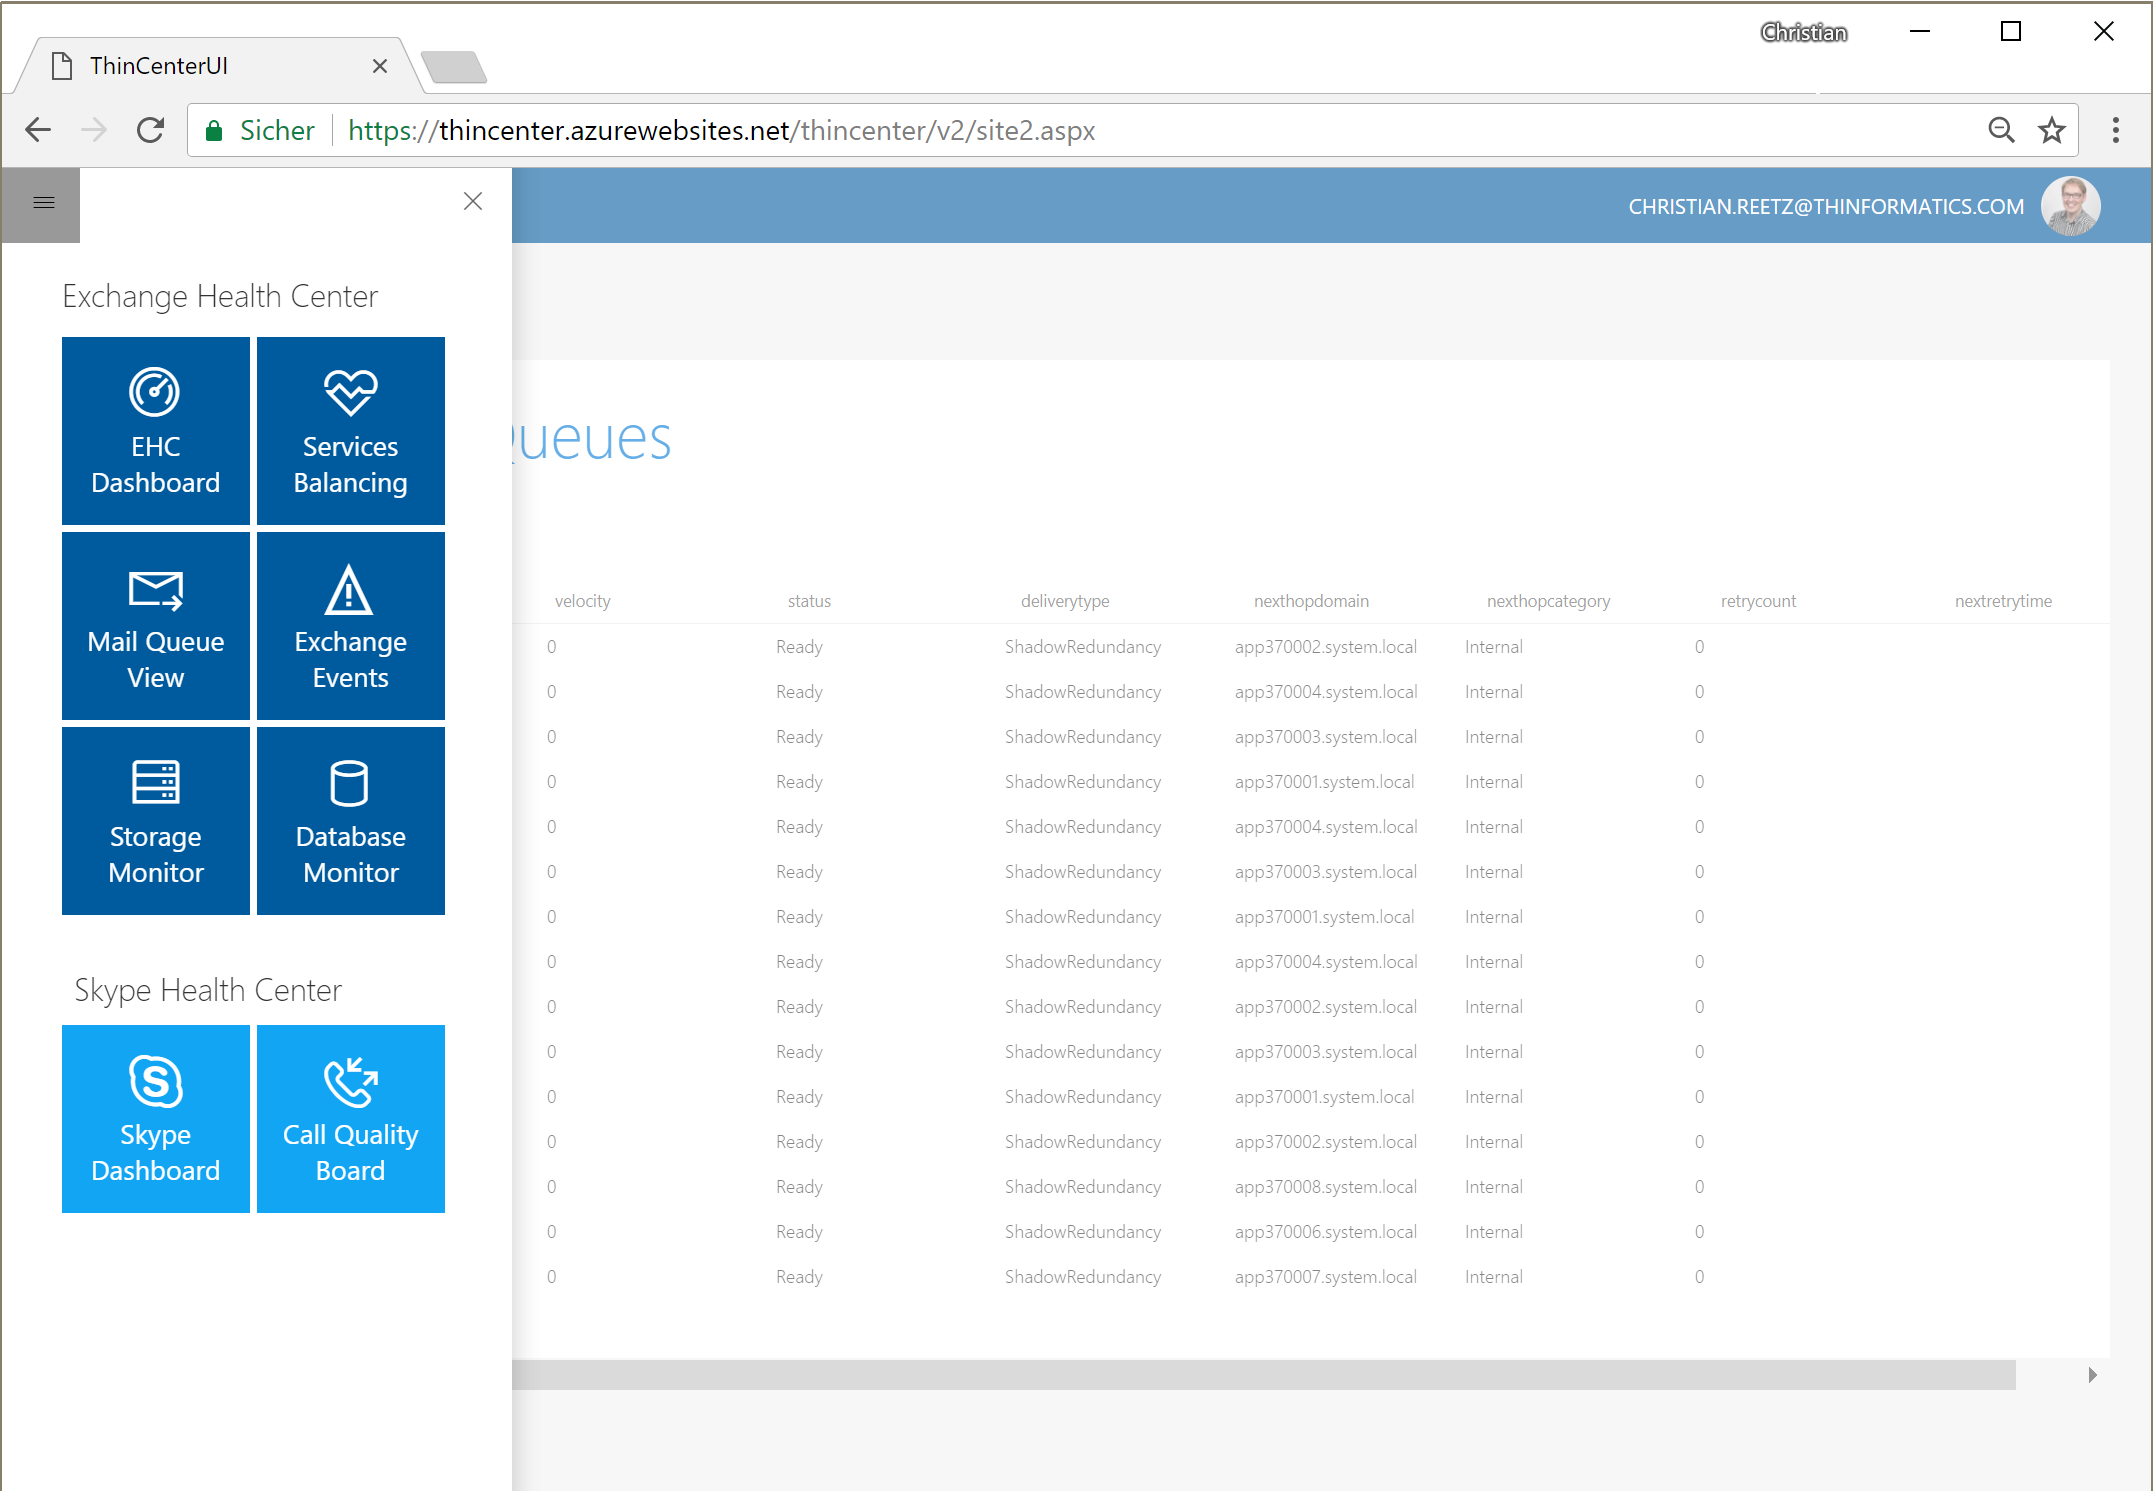 Christian
ThinCenterUI
Sicher https://thincenter.azurewebsites.net/thincenter/v2/site2.aspx
CHRISTIAN.REETZ@THINFORMATICS.COM
Exchange Health Center
EHC
Dashboard
Services
Balancing
Mail Queue
View
Exchange
Events
Storage
Monitor
Database
Monitor
Skype Health Center
Skype
Dashboard
Call Quality
Board
Queues
velocity status deliverytype nexthopdomain nexthopcategory retrycount nextretrytime
0 Ready ShadowRedundancy app370002.system.local Internal 0
0 Ready ShadowRedundancy app370004.system.local Internal 0
0 Ready ShadowRedundancy app370003.system.local Internal 0
0 Ready ShadowRedundancy app370001.system.local Internal 0
0 Ready ShadowRedundancy app370004.system.local Internal 0
0 Ready ShadowRedundancy app370003.system.local Internal 0
0 Ready ShadowRedundancy app370001.system.local Internal 0
0 Ready ShadowRedundancy app370004.system.local Internal 0
0 Ready ShadowRedundancy app370002.system.local Internal 0
0 Ready ShadowRedundancy app370003.system.local Internal 0
0 Ready ShadowRedundancy app370001.system.local Internal 0
0 Ready ShadowRedundancy app370002.system.local Internal 0
0 Ready ShadowRedundancy app370008.system.local Internal 0
0 Ready ShadowRedundancy app370006.system.local Internal 0
0 Ready ShadowRedundancy app370007.system.local Internal 0